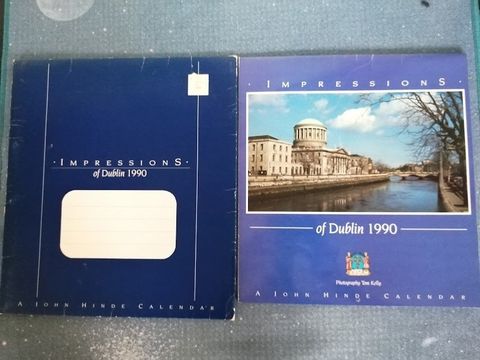 · IMPRESSIONS ·
of Dublin 1990
A JOHN HINDE CALENDAR
· IMPRESSIONS ·
of Dublin 1990
Photography Tom Kelly
A JOHN HINDE CALENDAR